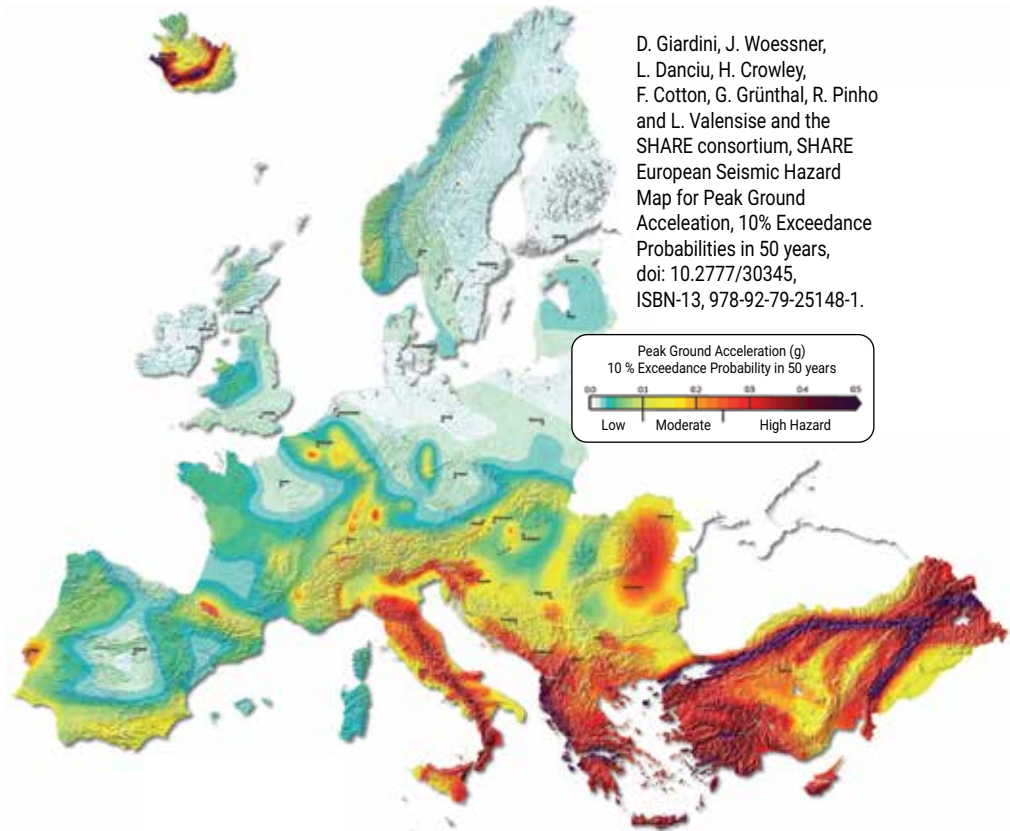 D. Giardini, J. Woessner,
L. Danciu, H. Crowley,
F. Cotton, G. Grünthal, R. Pinho
and L. Valensise and the
SHARE consortium, SHARE
European Seismic Hazard
Map for Peak Ground
Acceleation, 10% Exceedance
Probabilities in 50 years,
doi: 10.2777/30345,
ISBN-13, 978-92-79-25148-1.
Peak Ground Acceleration (g)
10 % Exceedance Probability in 50 years
0.0 0.1 0.2 0.3 0.4 0.5
Low Moderate High Hazard